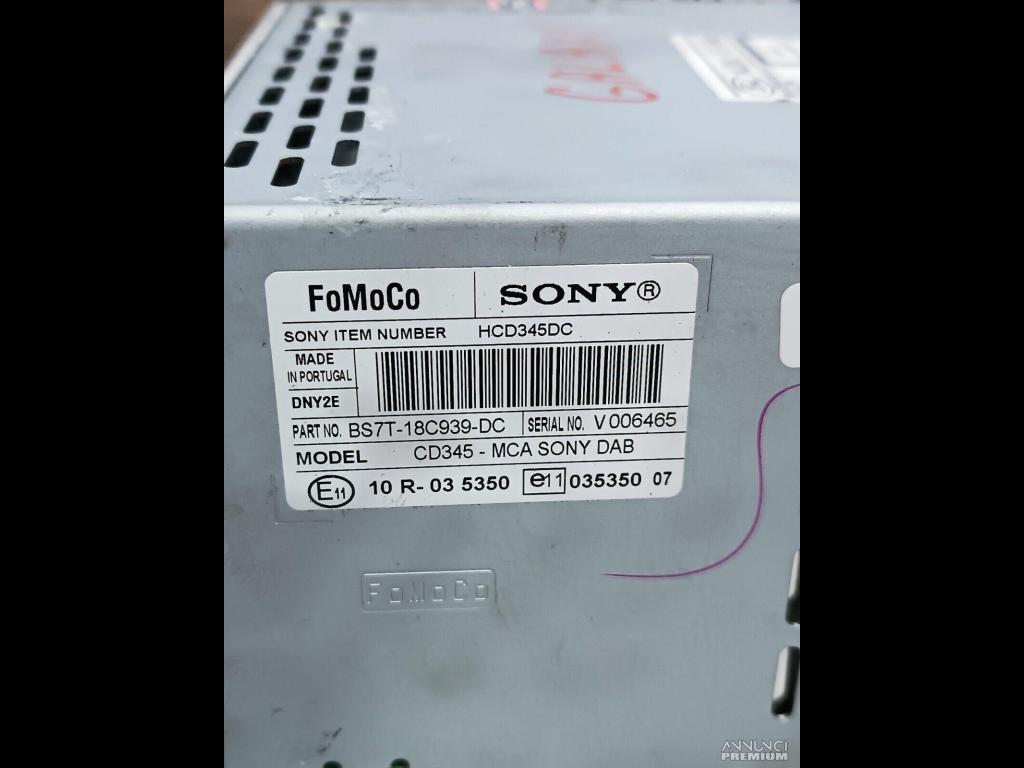 FoMoCo
SONY®
SONY ITEM NUMBER HCD345DC
MADE
IN PORTUGAL
DNY2E
PART NO. BS7T-18C939-DC SERIAL NO. V006465
MODEL CD345 - MCA SONY DAB
E11 10 R- 03 5350 e11 035350 07
FoMoCo
ANNUNCI
PREMIUM